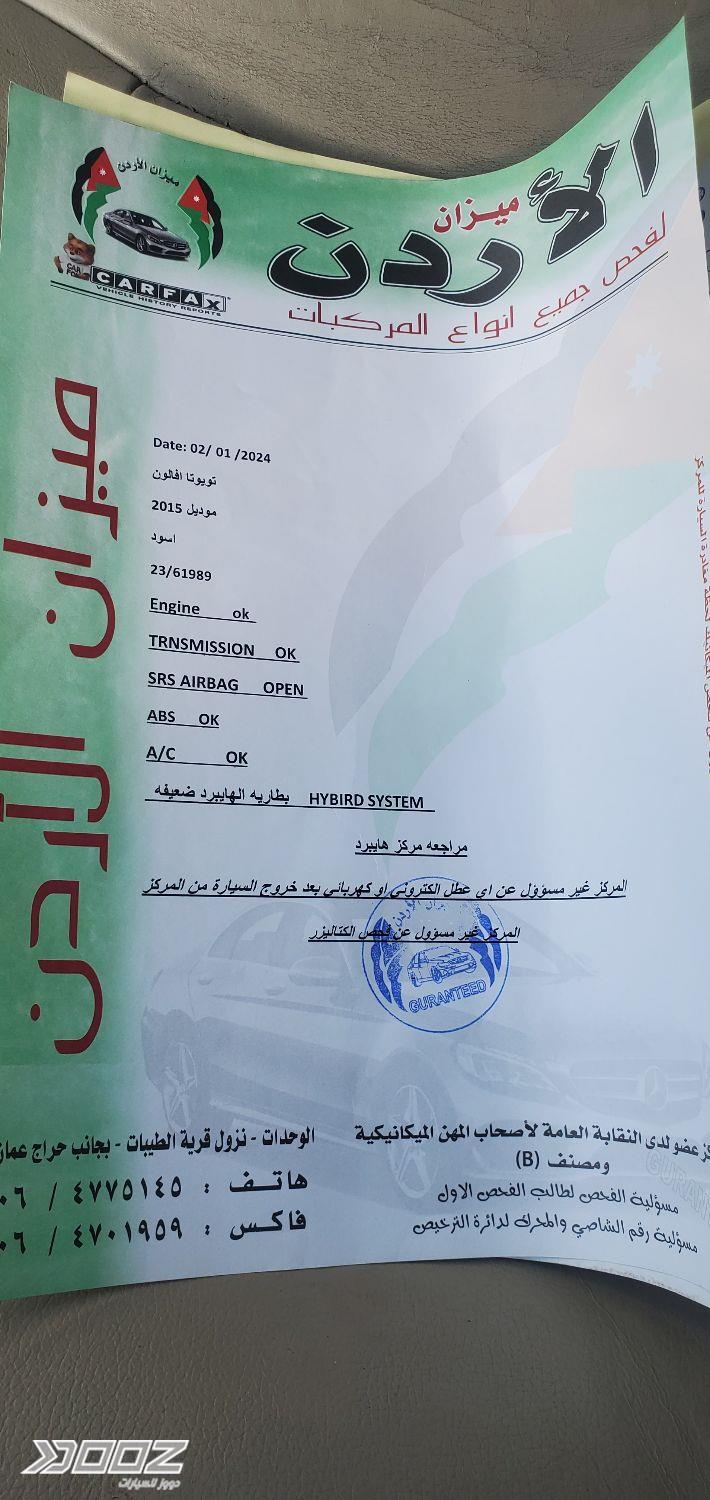 ميزان الأردن
CAR FOX
CARFAX
VEHICLE HISTORY REPORTS
ميزان
الأردن
لفحص جميع انواع المركبات
ميزان الأردن
Date: 02/ 01 /2024
تويوتا افالون
موديل 2015
اسود
23/61989
Engine ok
TRNSMISSION OK
SRS AIRBAG OPEN
ABS OK
A/C OK
HYBIRD SYSTEM بطاريه الهايبرد ضعيفه
مراجعه مركز هايبرد
المركز غير مسؤول عن اي عطل الكتروني او كهربائي بعد خروج السيارة من المركز
المركز غير مسوول عن فحص الكتاليزر
GURANTEED
عضو لدى النقابة العامة لأصحاب المهن الميكانيكية
ومصنف (B)
مسؤلية الفحص لطالب الفحص الاول
مسؤلية رقم الشاصي والمحرك لدائرة الترخيص
الوحدات - نزول قرية الطيبات - بجانب حراج
هاتف : ٤٧٧٥١٤٥ / ٠٦
فاكس : ٤٧٠١٩٥٩ / ٠٦
DOOZ
دووز للسيارات